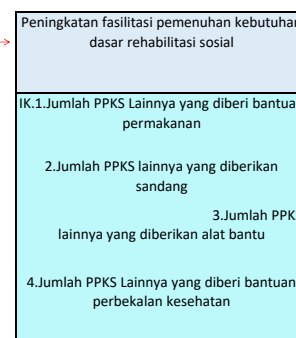 Peningkatan fasilitasi pemenuhan kebutuhan
dasar rehabilitasi sosial
IK.1.Jumlah PPKS Lainnya yang diberi bantua
permakanan
2.Jumlah PPKS lainnya yang diberikan
sandang
3.Jumlah PPK
lainnya yang diberikan alat bantu
4.Jumlah PPKS Lainnya yang diberi bantuan
perbekalan kesehatan